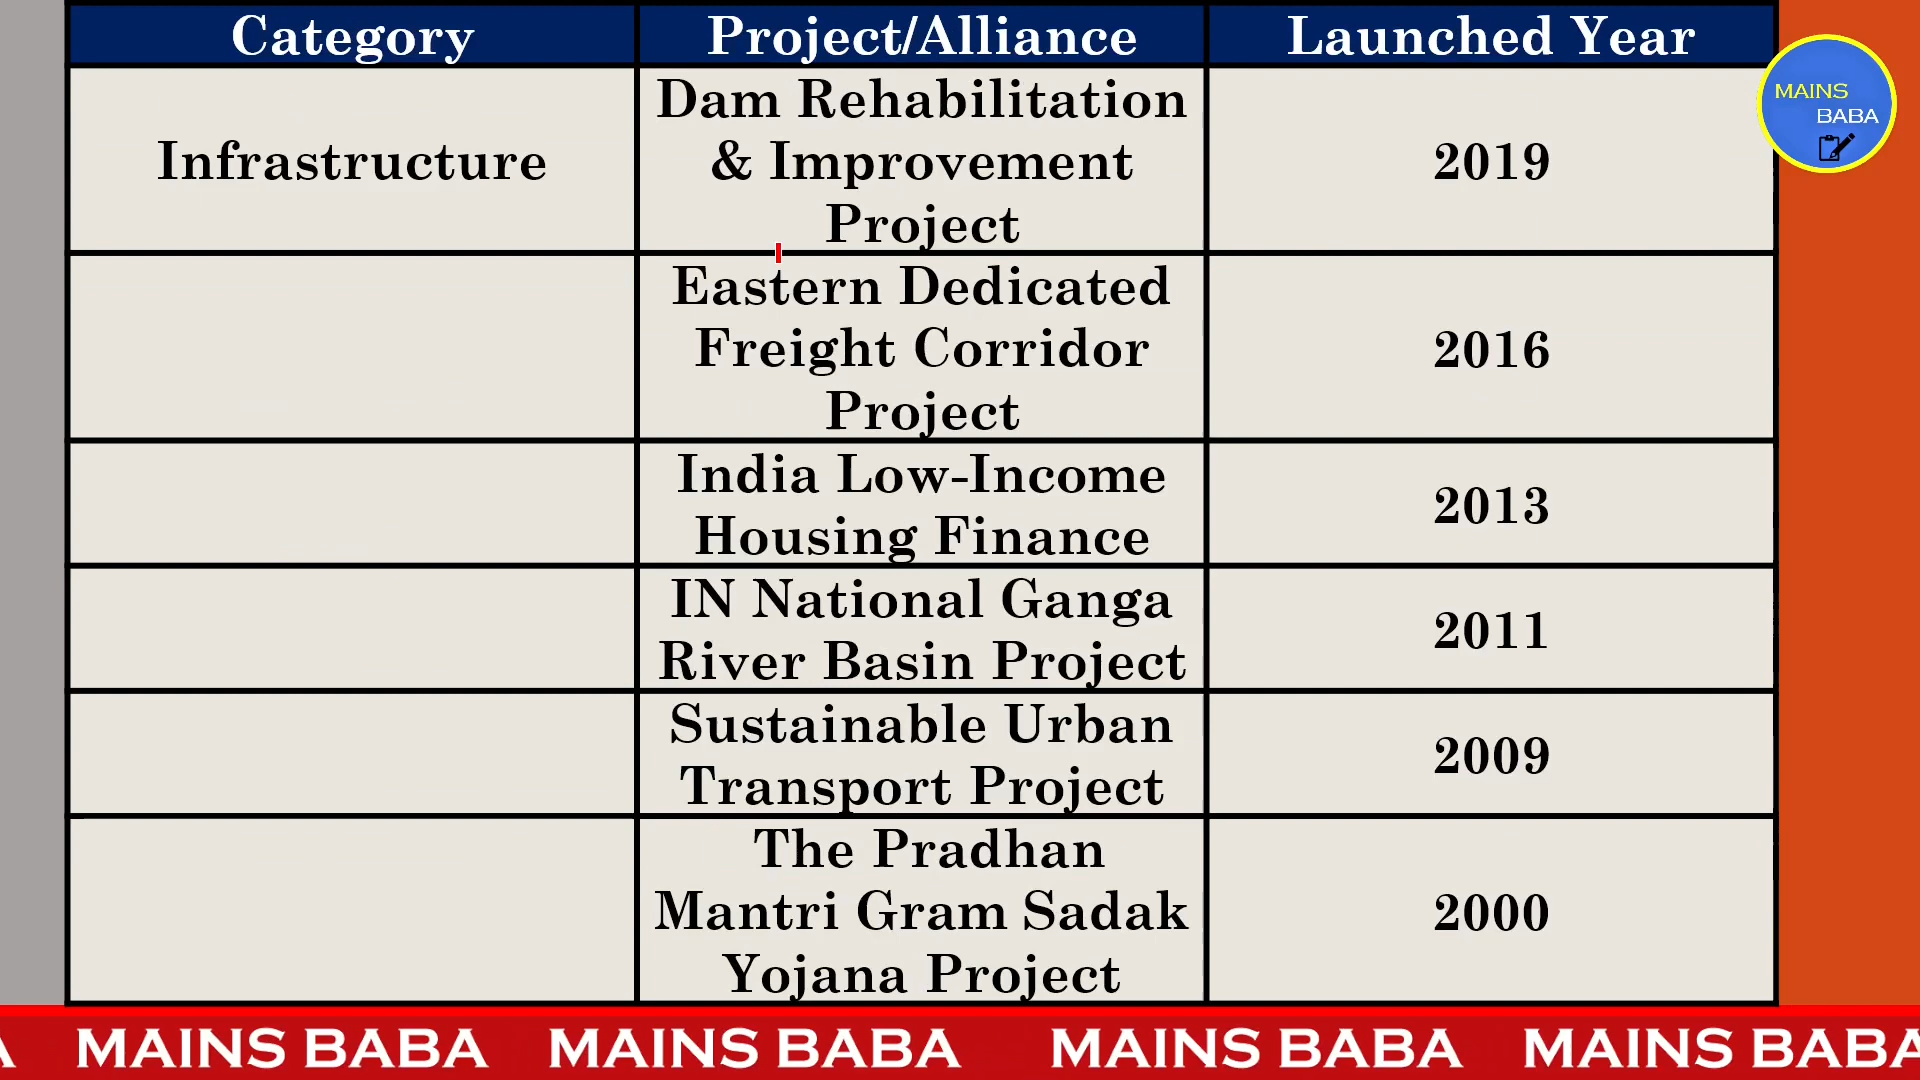 Category Project/Alliance Launched Year
MAINS
BABA
Infrastructure
Dam Rehabilitation
& Improvement
Project
2019
Eastern Dedicated
Freight Corridor
Project
2016
India Low-Income
Housing Finance
2013
IN National Ganga
River Basin Project
2011
Sustainable Urban
Transport Project
2009
The Pradhan
Mantri Gram Sadak
Yojana Project
2000
A MAINS BABA MAINS BABA MAINS BABA MAINS BABA